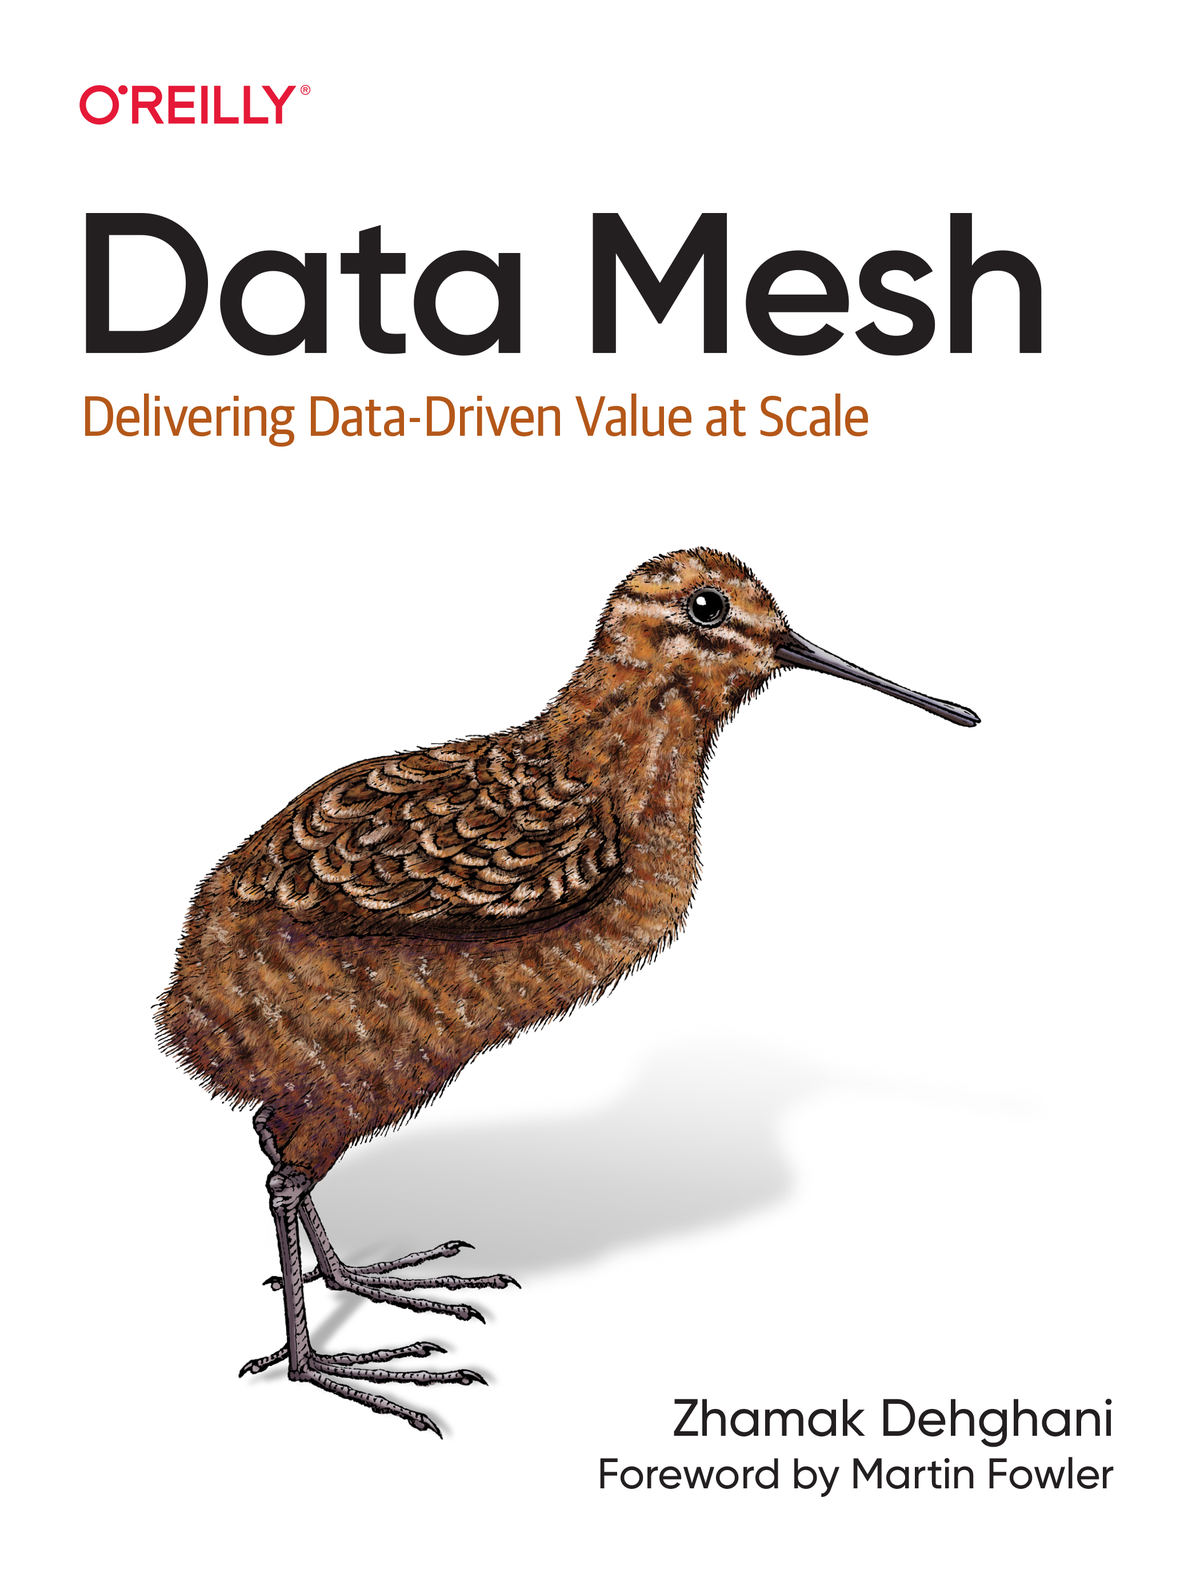 O'REILLY®
Data Mesh
Delivering Data-Driven Value at Scale
Zhamak Dehghani
Foreword by Martin Fowler